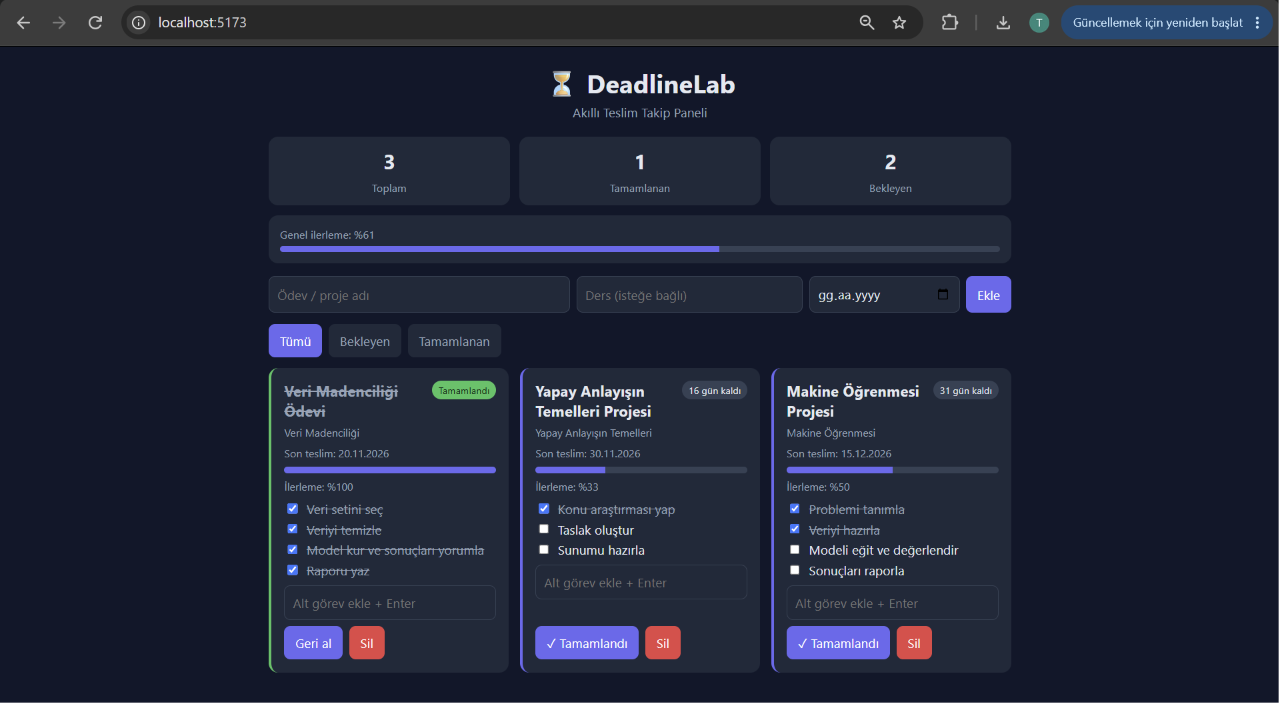 localhost:5173
T
Güncellemek için yeniden başlat
⏳ DeadlineLab
Akıllı Teslim Takip Paneli
3
Toplam
1
Tamamlanan
2
Bekleyen
Genel ilerleme: %61
Ödev / proje adı
Ders (isteğe bağlı)
gg.aa.yyyy
Ekle
Tümü
Bekleyen
Tamamlanan
Veri Madenciliği
Ödevi
Tamamlandı
Veri Madenciliği
Son teslim: 20.11.2026
İlerleme: %100
Veri setini seç
Veriyi temizle
Model kur ve sonuçları yorumla
Raporu yaz
Alt görev ekle + Enter
Geri al
Sil
Yapay Anlayışın
Temelleri Projesi
16 gün kaldı
Yapay Anlayışın Temelleri
Son teslim: 30.11.2026
İlerleme: %33
Konu araştırması yap
Taslak oluştur
Sunumu hazırla
Alt görev ekle + Enter
✓ Tamamlandı
Sil
Makine Öğrenmesi
Projesi
31 gün kaldı
Makine Öğrenmesi
Son teslim: 15.12.2026
İlerleme: %50
Problemi tanımla
Veriyi hazırla
Modeli eğit ve değerlendir
Sonuçları raporla
Alt görev ekle + Enter
✓ Tamamlandı
Sil